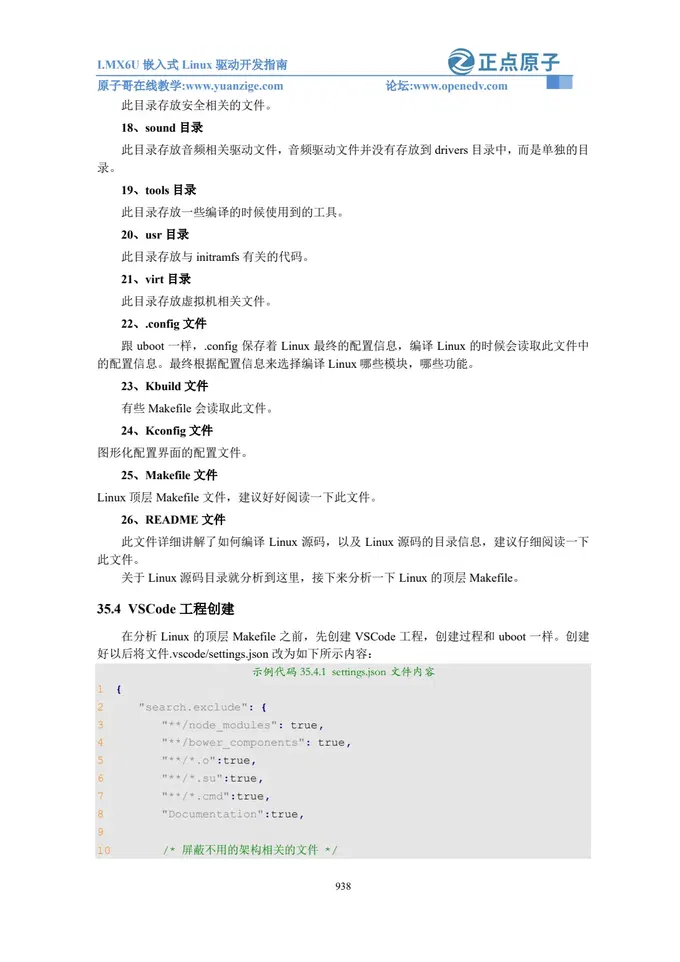 I.MX6U 嵌入式 Linux 驱动开发指南
正点原子
原子哥在线教学:www.yuanzige.com 论坛:www.openedv.com
此目录存放安全相关的文件。
18、sound 目录
此目录存放音频相关驱动文件，音频驱动文件并没有存放到 drivers 目录中，而是单独的目
录。
19、tools 目录
此目录存放一些编译的时候使用到的工具。
20、usr 目录
此目录存放与 initramfs 有关的代码。
21、virt 目录
此目录存放虚拟机相关文件。
22、.config 文件
跟 uboot 一样，.config 保存着 Linux 最终的配置信息，编译 Linux 的时候会读取此文件中
的配置信息。最终根据配置信息来选择编译 Linux 哪些模块，哪些功能。
23、Kbuild 文件
有些 Makefile 会读取此文件。
24、Kconfig 文件
图形化配置界面的配置文件。
25、Makefile 文件
Linux 顶层 Makefile 文件，建议好好阅读一下此文件。
26、README 文件
此文件详细讲解了如何编译 Linux 源码，以及 Linux 源码的目录信息，建议仔细阅读一下
此文件。
关于 Linux 源码目录就分析到这里，接下来分析一下 Linux 的顶层 Makefile。
35.4 VSCode 工程创建
在分析 Linux 的顶层 Makefile 之前，先创建 VSCode 工程，创建过程和 uboot 一样。创建
好以后将文件.vscode/settings.json 改为如下所示内容：
示例代码 35.4.1 settings.json 文件内容
1 {
2 "search.exclude": {
3 "**/node_modules": true,
4 "**/bower_components": true,
5 "**/*.o":true,
6 "**/*.su":true,
7 "**/*.cmd":true,
8 "Documentation":true,
9
10 /* 屏蔽不用的架构相关的文件 */
938